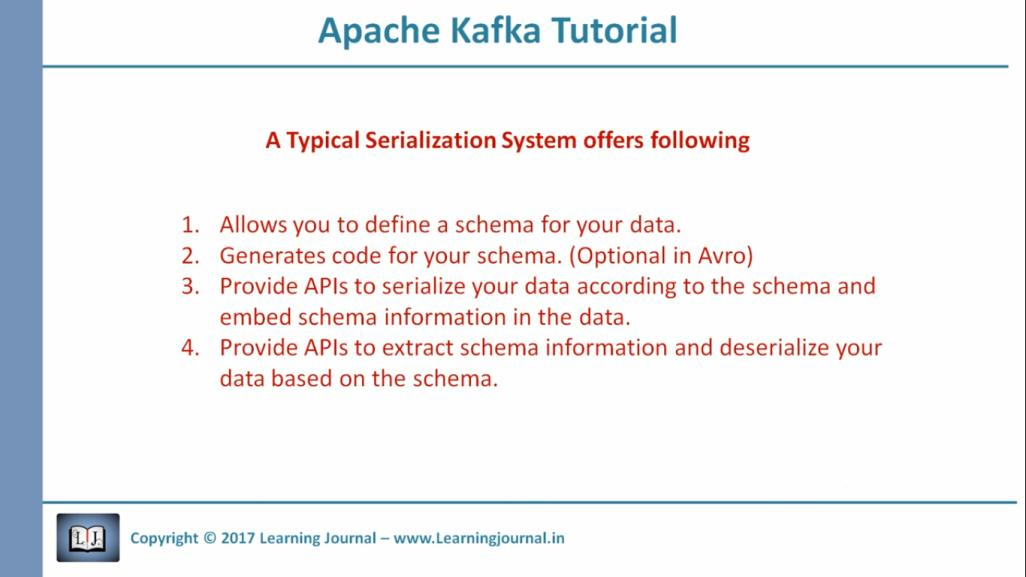 Apache Kafka Tutorial
A Typical Serialization System offers following
1. Allows you to define a schema for your data.
2. Generates code for your schema. (Optional in Avro)
3. Provide APIs to serialize your data according to the schema and
embed schema information in the data.
4. Provide APIs to extract schema information and deserialize your
data based on the schema.
LJ
Copyright © 2017 Learning Journal – www.Learningjournal.in